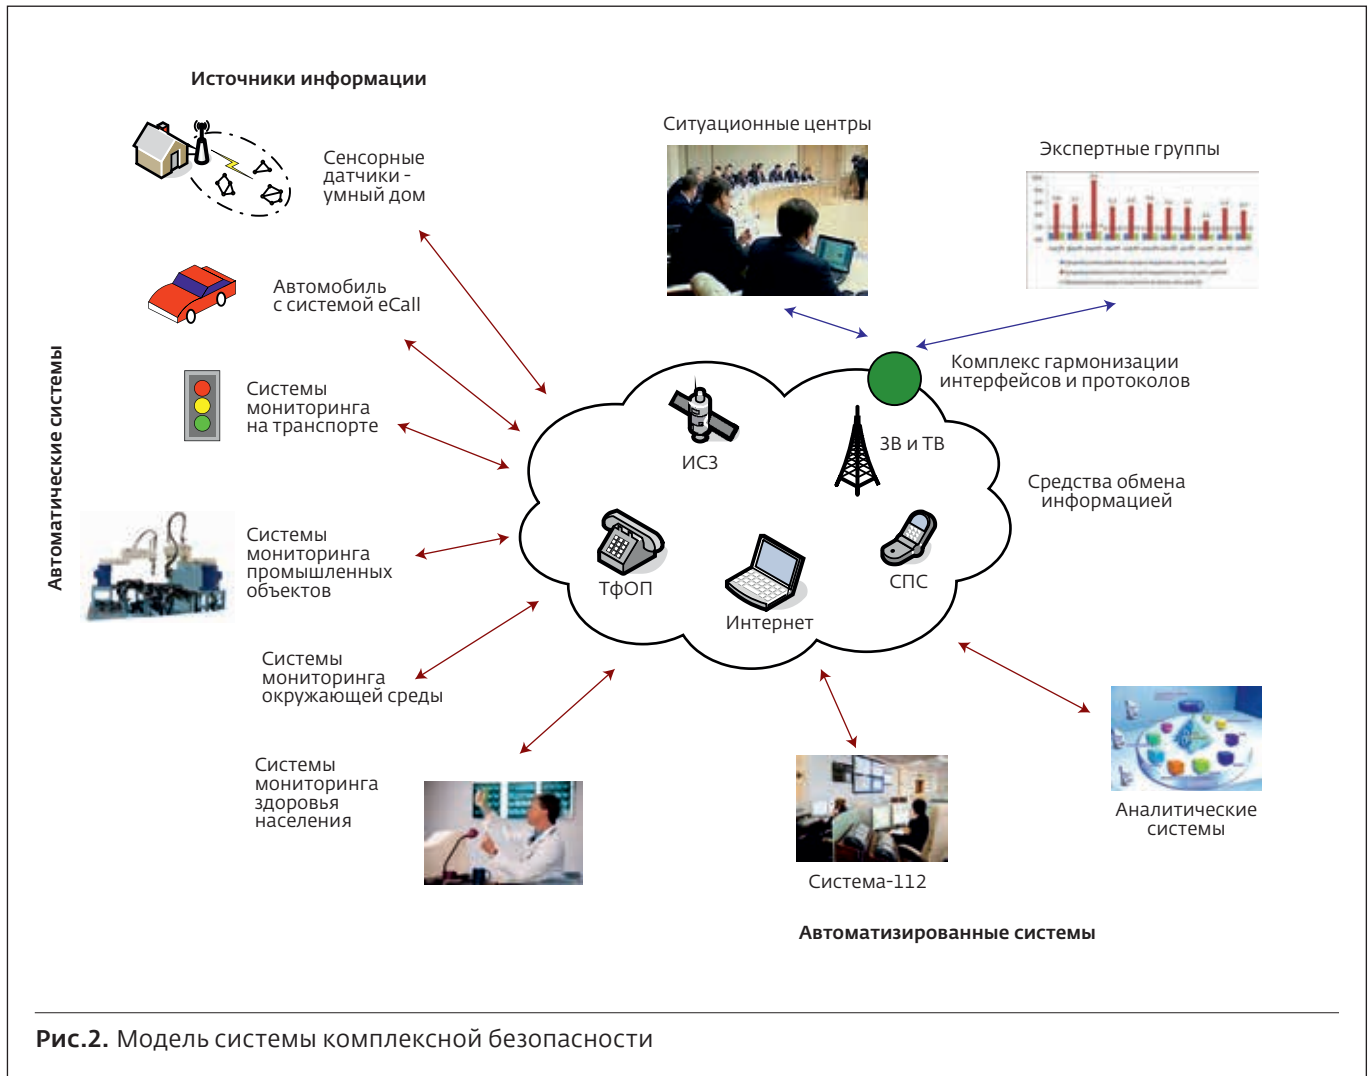 Источники информации
Сенсорные
датчики -
умный дом
Автомобиль
с системой eCall
Системы
мониторинга
на транспорте
Автоматические системы
Системы
мониторинга
промышленных
объектов
Системы
мониторинга
окружающей среды
Системы
мониторинга
здоровья
населения
Ситуационные центры
Экспертные группы
Комплекс гармонизации
интерфейсов и протоколов
ИСЗ
ЗВ и ТВ
Средства обмена
информацией
ТфОП
Интернет
СПС
Аналитические
системы
Система-112
Автоматизированные системы
Рис.2. Модель системы комплексной безопасности